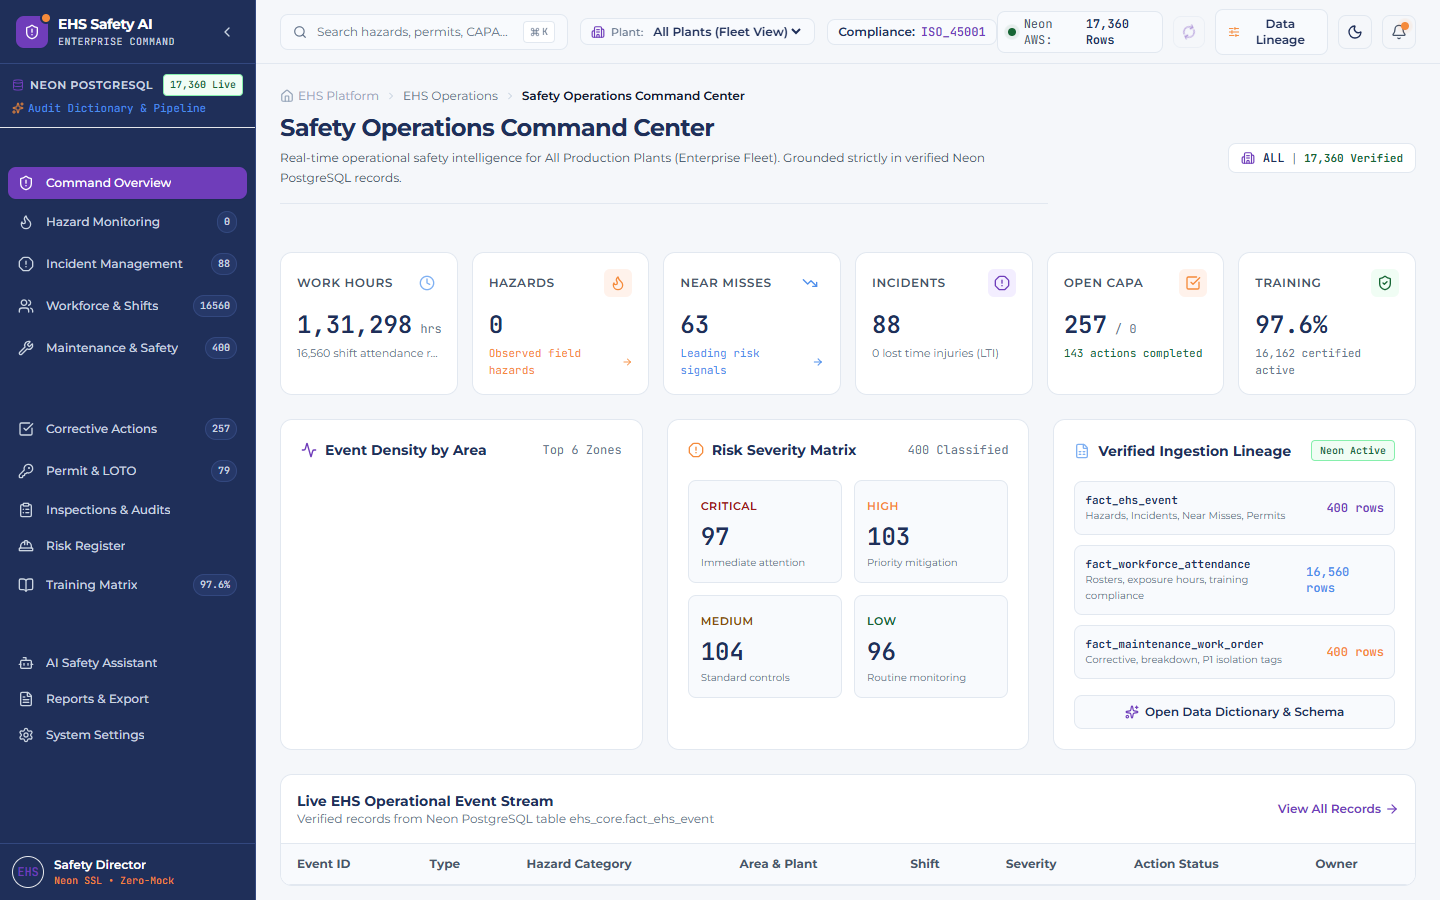 EHS Safety AI
ENTERPRISE COMMAND
NEON POSTGRESQL
17,360 Live
Audit Dictionary & Pipeline
Command Overview
Hazard Monitoring
0
Incident Management
88
Workforce & Shifts
16560
Maintenance & Safety
400
Corrective Actions
257
Permit & LOTO
79
Inspections & Audits
Risk Register
Training Matrix
97.6%
AI Safety Assistant
Reports & Export
System Settings
EHS
Safety Director
Neon SSL • Zero-Mock
Search hazards, permits, CAPA...
⌘K
Plant:
All Plants (Fleet View)
Compliance: ISO_45001
Neon AWS:
17,360 Rows
Data Lineage
EHS Platform
EHS Operations
Safety Operations Command Center
Safety Operations Command Center
Real-time operational safety intelligence for All Production Plants (Enterprise Fleet). Grounded strictly in verified Neon
PostgreSQL records.
ALL | 17,360 Verified
WORK HOURS
1,31,298 hrs
16,560 shift attendance r...
HAZARDS
0
Observed field
hazards
→
NEAR MISSES
63
Leading risk
signals
→
INCIDENTS
88
0 lost time injuries (LTI)
OPEN CAPA
257 / 0
143 actions completed
TRAINING
97.6%
16,162 certified
active
Event Density by Area
Top 6 Zones
Risk Severity Matrix
400 Classified
CRITICAL
97
Immediate attention
HIGH
103
Priority mitigation
MEDIUM
104
Standard controls
LOW
96
Routine monitoring
Verified Ingestion Lineage
Neon Active
fact_ehs_event
Hazards, Incidents, Near Misses, Permits
400 rows
fact_workforce_attendance
Rosters, exposure hours, training
compliance
16,560
rows
fact_maintenance_work_order
Corrective, breakdown, P1 isolation tags
400 rows
Open Data Dictionary & Schema
Live EHS Operational Event Stream
Verified records from Neon PostgreSQL table ehs_core.fact_ehs_event
View All Records →
Event ID
Type
Hazard Category
Area & Plant
Shift
Severity
Action Status
Owner